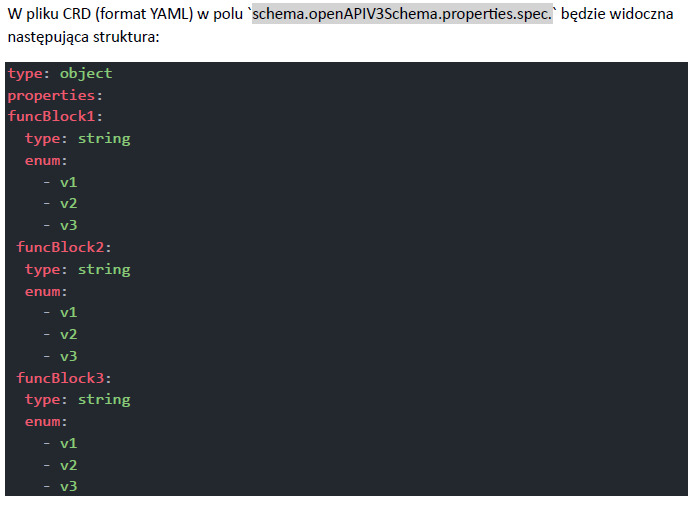 W pliku CRD (format YAML) w polu `schema.openAPIV3Schema.properties.spec.` będzie widoczna
następująca struktura:
type: object
properties:
funcBlock1:
  type: string
  enum:
    - v1
    - v2
    - v3
 funcBlock2:
  type: string
  enum:
    - v1
    - v2
    - v3
 funcBlock3:
  type: string
  enum:
    - v1
    - v2
    - v3